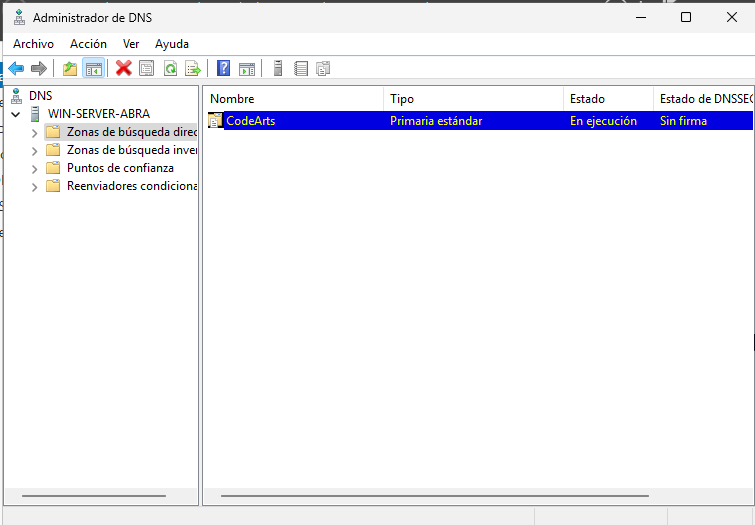 Administrador de DNS
Archivo Acción Ver Ayuda
DNS
WIN-SERVER-ABRA
Zonas de búsqueda direc
Zonas de búsqueda inver
Puntos de confianza
Reenviadores condiciona
Nombre Tipo Estado Estado de DNSSEC
CodeArts Primaria estándar En ejecución Sin firma